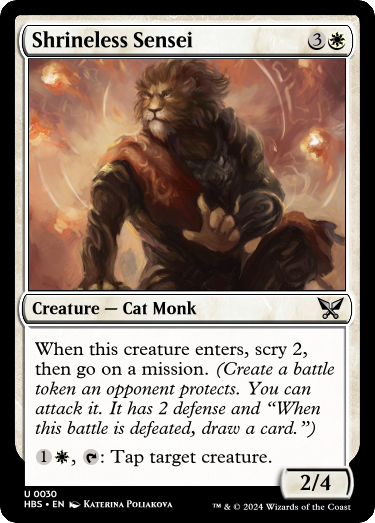 Shrineless Sensei 3
Creature — Cat Monk
When this creature enters, scry 2,
then go on a mission. (Create a battle
token an opponent protects. You can
attack it. It has 2 defense and “When
this battle is defeated, draw a card.”)
1 , : Tap target creature.
2/4
U 0030
HBS • EN Katerina Poliakova
™ & © 2024 Wizards of the Coast